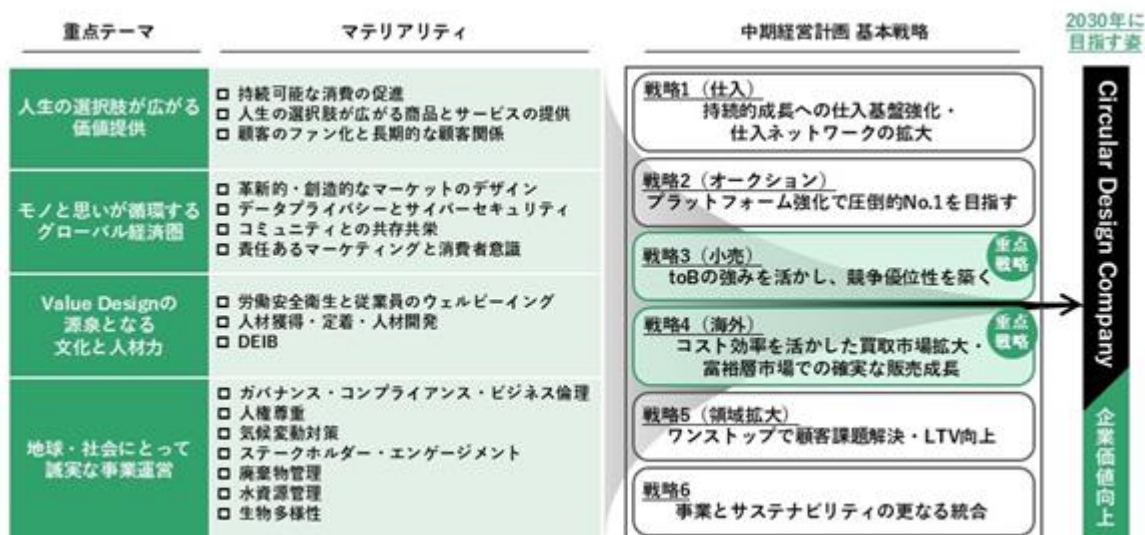 重点テーマ
マテリアリティ
中期経営計画 基本戦略
2030年に
目指す姿
人生の選択肢が広がる
価値提供
持続可能な消費の促進
人生の選択肢が広がる商品とサービスの提供
顧客のファン化と長期的な顧客関係
モノと思いが循環する
グローバル経済圏
革新的・創造的なマーケットのデザイン
データプライバシーとサイバーセキュリティ
コミュニティとの共存共栄
責任あるマーケティングと消費者意識
Value Designの
源泉となる
文化と人材力
労働安全衛生と従業員のウェルビーイング
人材獲得・定着・人材開発
DEIB
地球・社会にとって
誠実な事業運営
ガバナンス・コンプライアンス・ビジネス倫理
人権尊重
気候変動対策
ステークホルダー・エンゲージメント
廃棄物管理
水資源管理
生物多様性
戦略1（仕入）
持続的成長への仕入基盤強化・
仕入ネットワークの拡大
戦略2（オークション）
プラットフォーム強化で圧倒的No.1を目指す
戦略3（小売）
toBの強みを活かし、競争優位性を築く
重点
戦略
戦略4（海外）
コスト効率を活かした買取市場拡大・
富裕層市場での確実な販売成長
重点
戦略
戦略5（領域拡大）
ワンストップで顧客課題解決・LTV向上
戦略6
事業とサステナビリティの更なる統合
Circular Design Company
企業価値向上